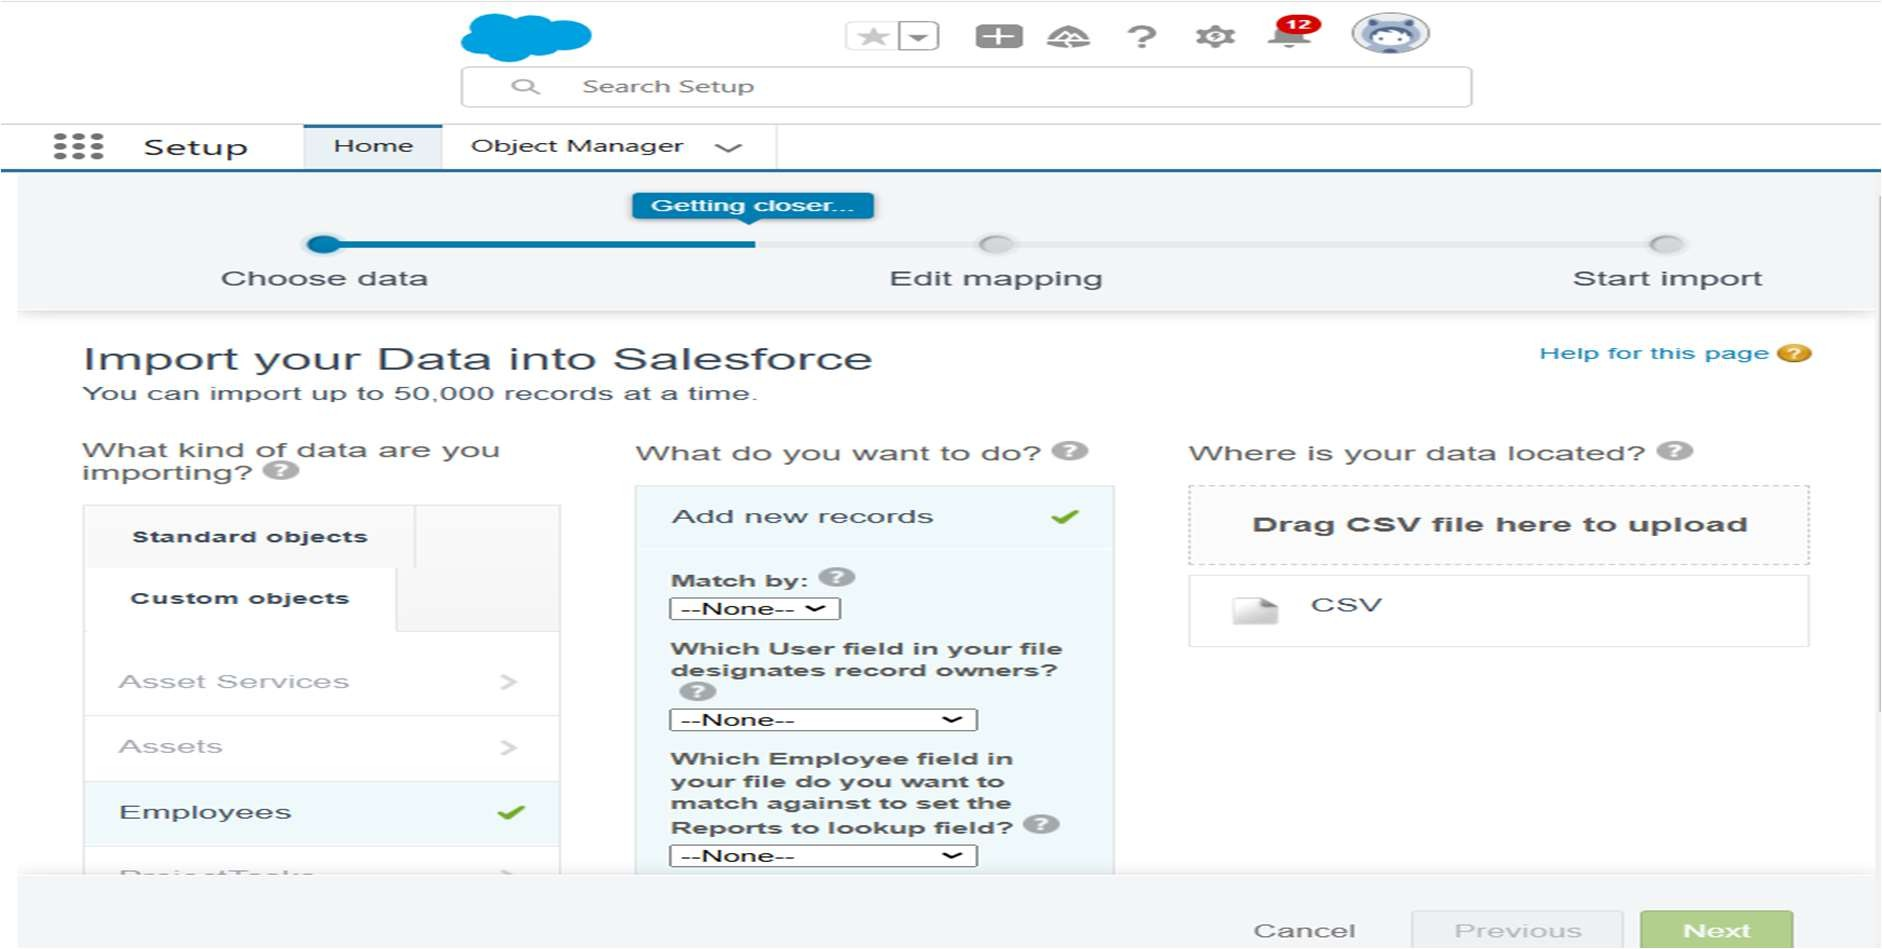 12
Search Setup
Setup
Home
Object Manager
Getting closer...
Choose data
Edit mapping
Start import
Import your Data into Salesforce
Help for this page ?
You can import up to 50,000 records at a time.
What kind of data are you
importing? ?
Standard objects
Custom objects
Asset Services
Assets
Employees
ProjectTasks
What do you want to do? ?
Add new records
Match by: ?
--None--
Which User field in your file
designates record owners?
?
--None--
Which Employee field in
your file do you want to
match against to set the
Reports to lookup field? ?
--None--
Where is your data located? ?
Drag CSV file here to upload
CSV
Cancel
Previous
Next